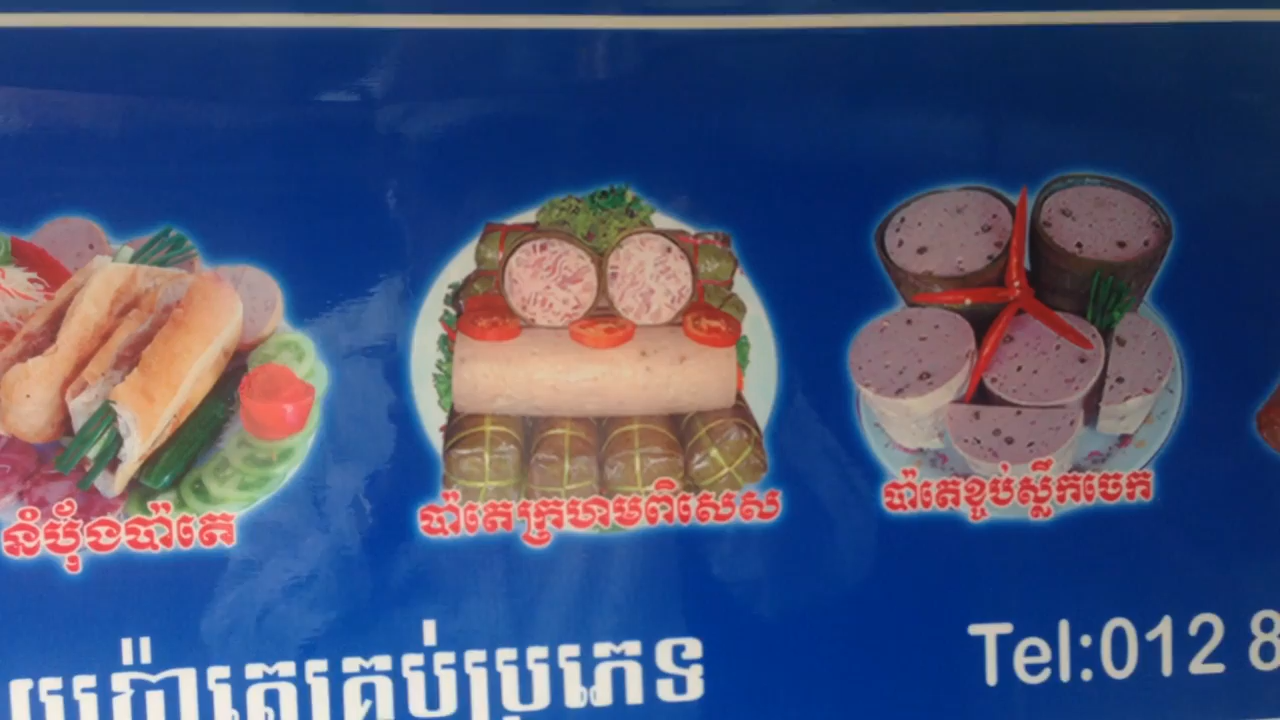 នំប៉័ងប៉ាតេ
ប៉ាតេក្រហមពិសេស
ប៉ាតេខ្ចប់ស្លឹកចេក
ប៉ាតេគ្រប់ប្រភេទ
Tel:012 8